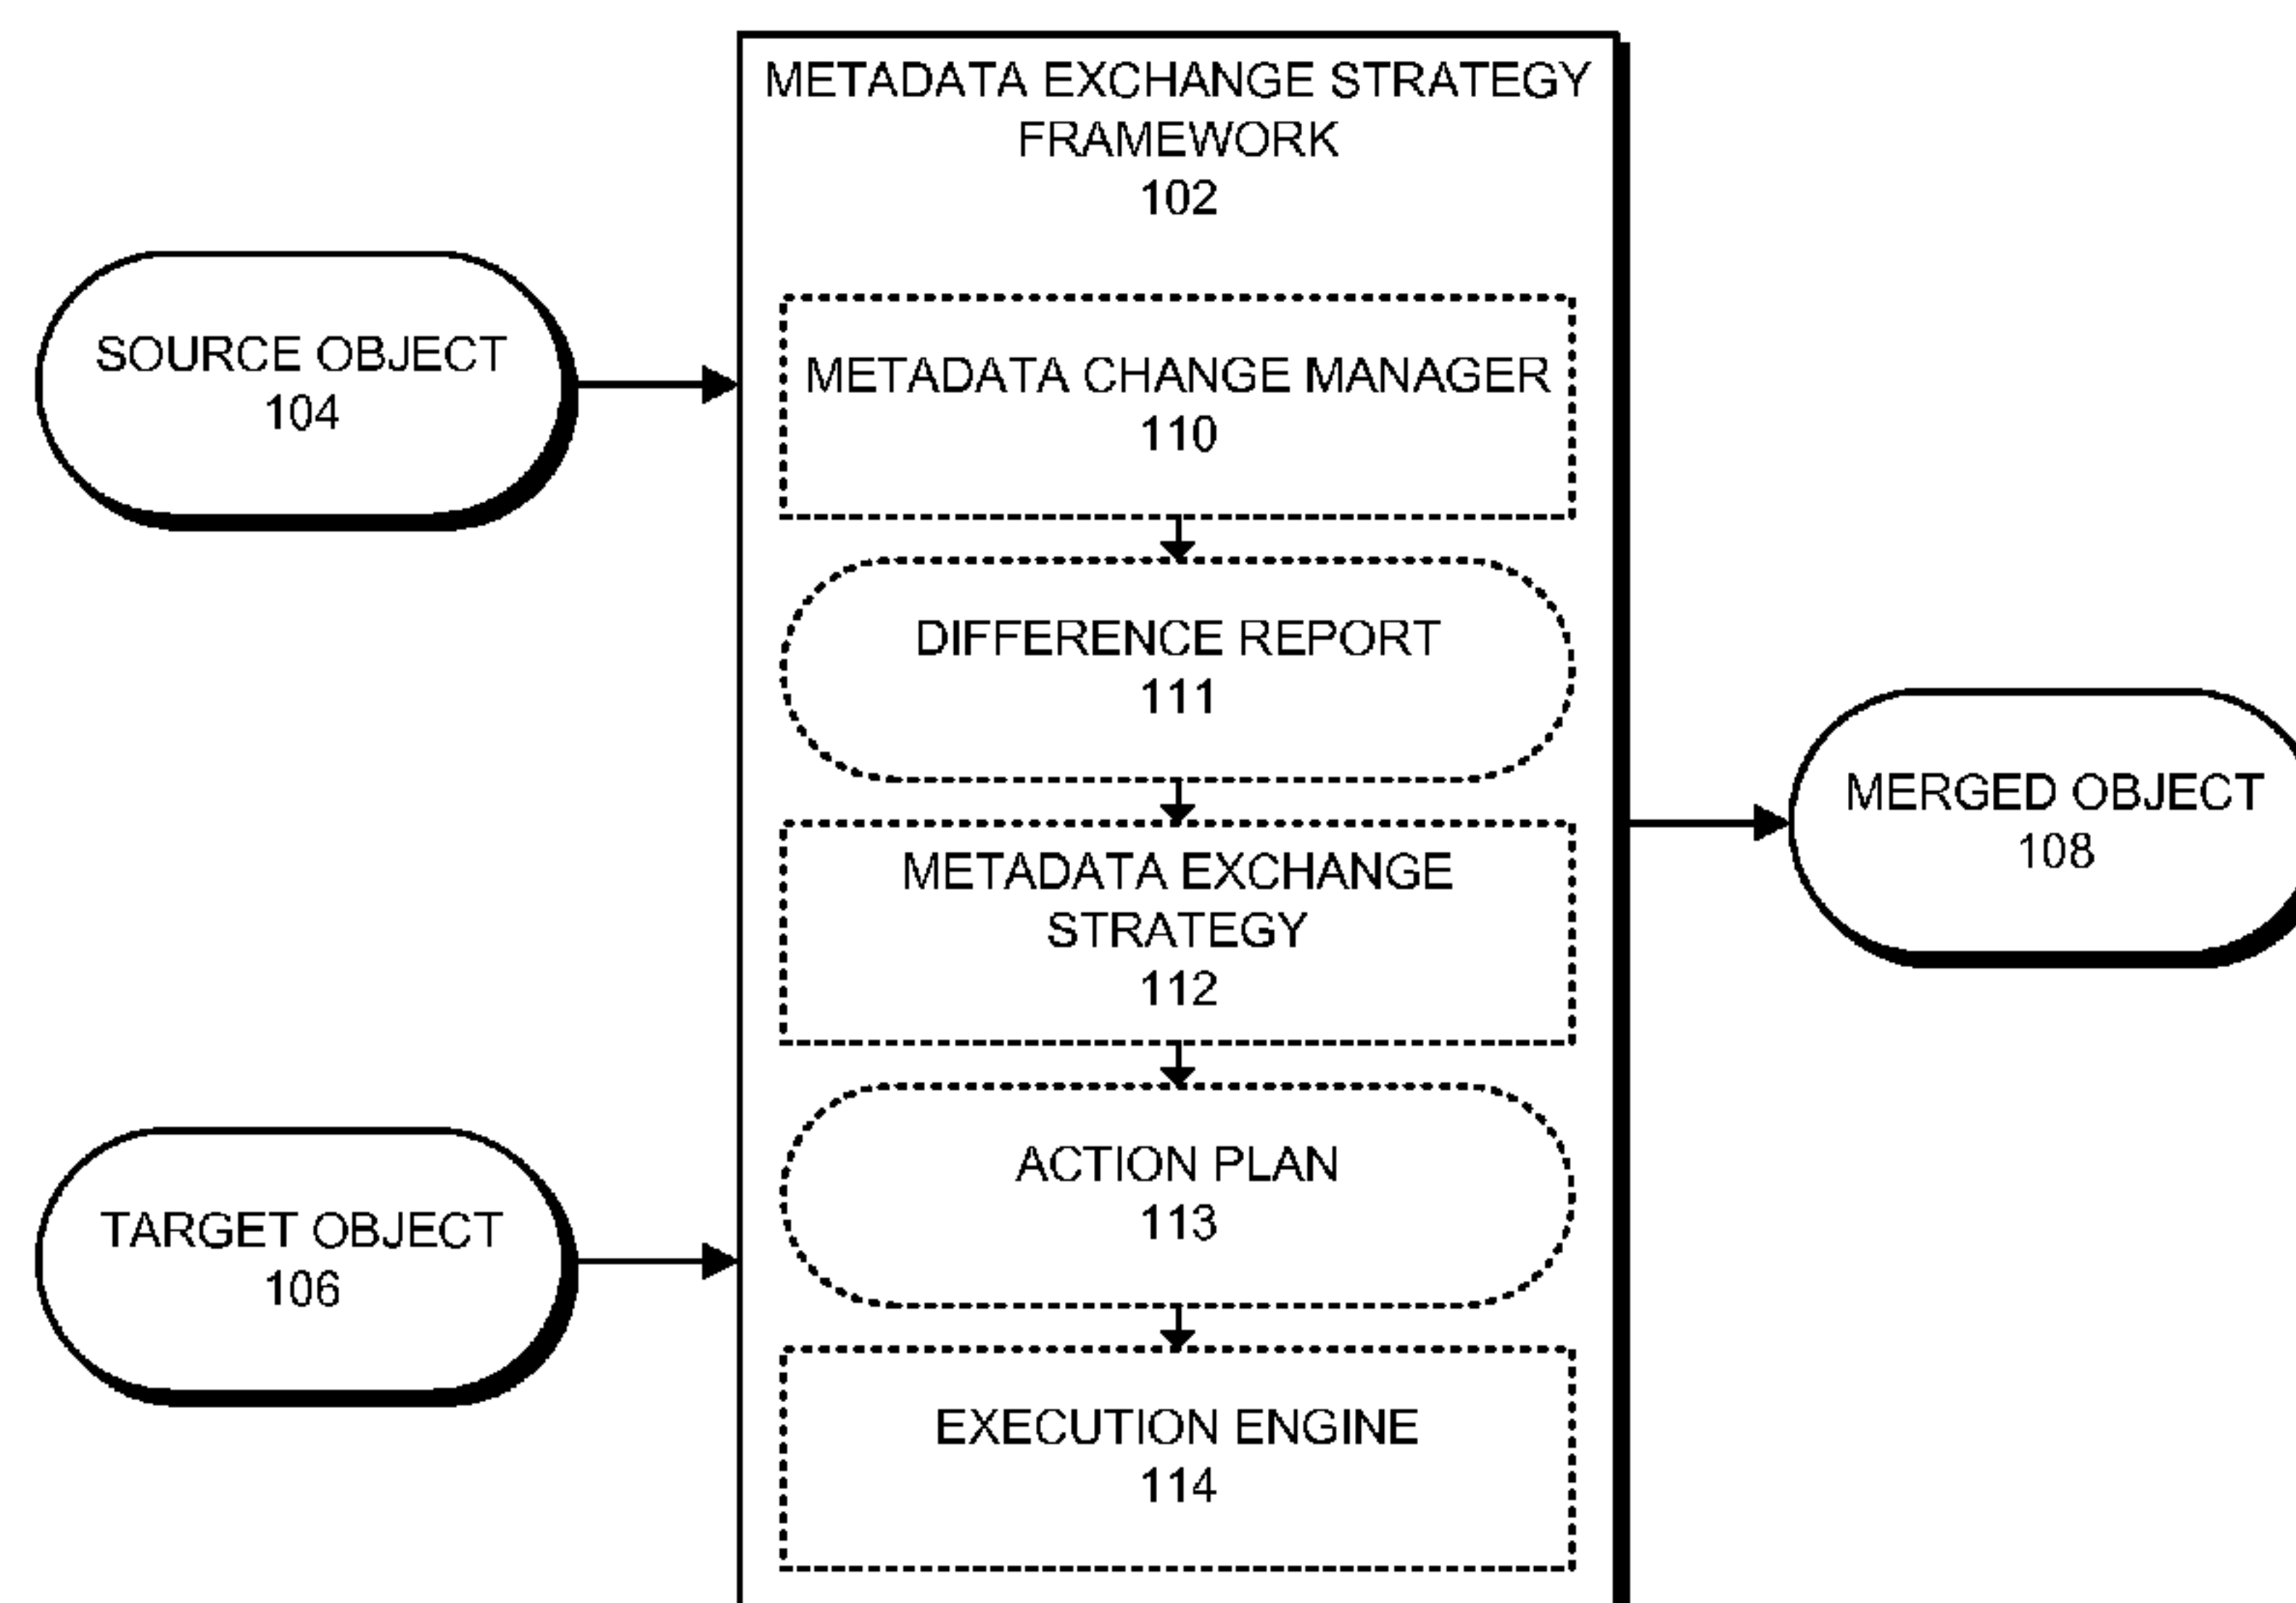 METADATA EXCHANGE STRATEGY
FRAMEWORK
102
SOURCE OBJECT
104
METADATA CHANGE MANAGER
110
DIFFERENCE REPORT
111
METADATA EXCHANGE
STRATEGY
112
MERGED OBJECT
108
TARGET OBJECT
106
ACTION PLAN
113
EXECUTION ENGINE
114